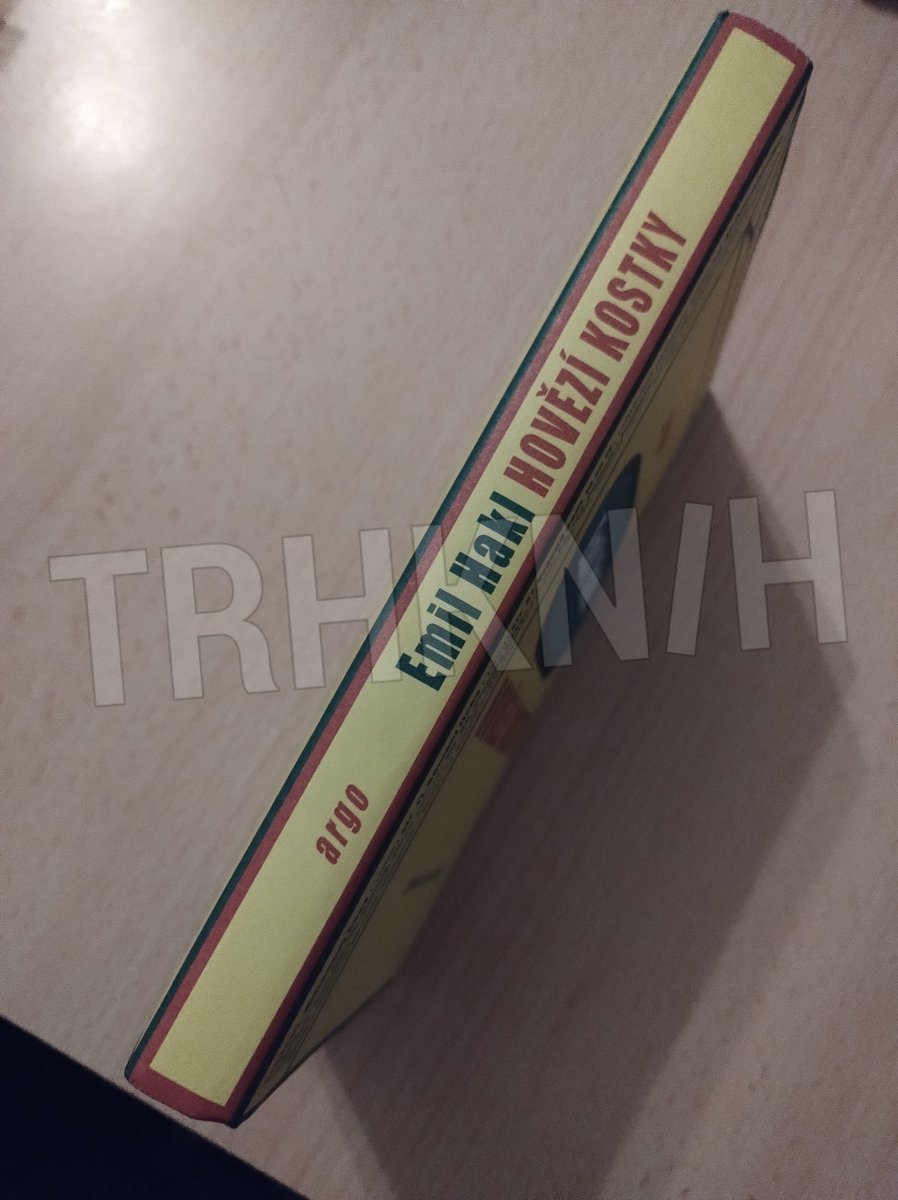 argo
Emil Hakl HOVĚZÍ KOSTKY
TRHKNIH